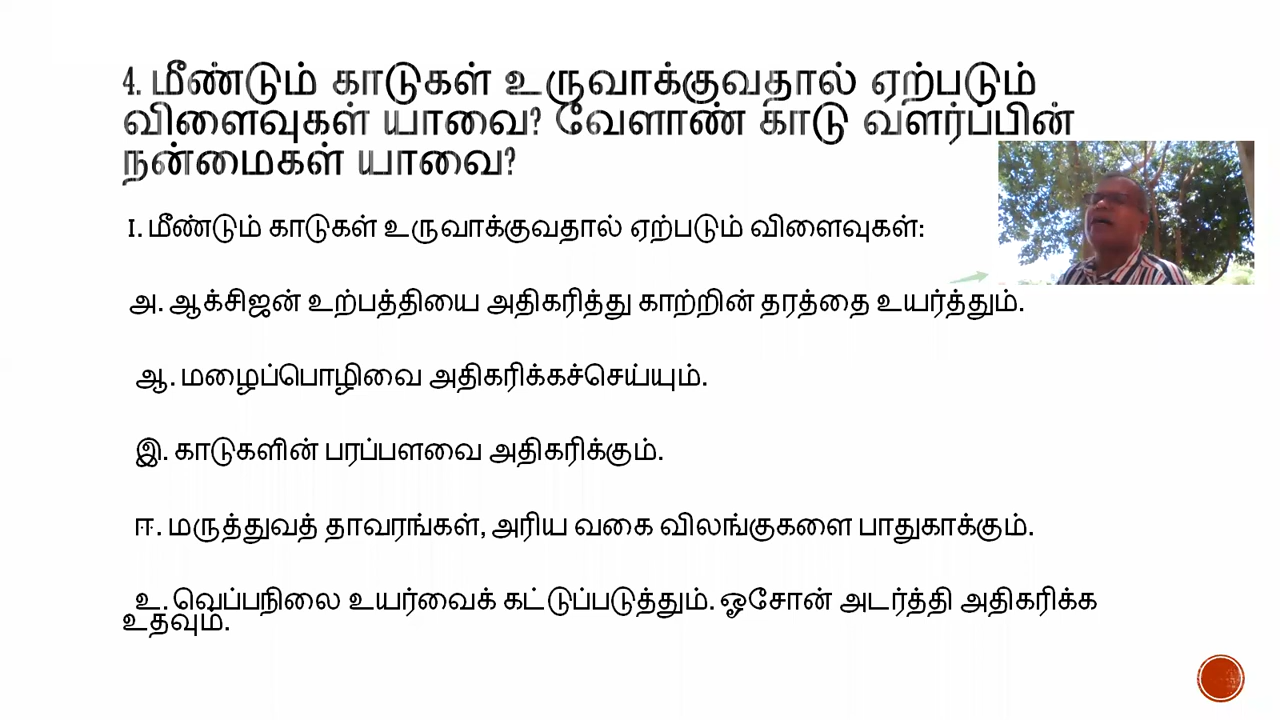 4. மீண்டும் காடுகள் உருவாக்குவதால் ஏற்படும்
விளைவுகள் யாவை? வேளாண் காடு வளர்ப்பின்
நன்மைகள் யாவை?
I. மீண்டும் காடுகள் உருவாக்குவதால் ஏற்படும் விளைவுகள்:
அ. ஆக்சிஜன் உற்பத்தியை அதிகரித்து காற்றின் தரத்தை உயர்த்தும்.
ஆ. மழைப்பொழிவை அதிகரிக்கச்செய்யும்.
இ. காடுகளின் பரப்பளவை அதிகரிக்கும்.
ஈ. மருத்துவத் தாவரங்கள், அரிய வகை விலங்குகளை பாதுகாக்கும்.
உ. வெப்பநிலை உயர்வைக் கட்டுப்படுத்தும். ஓசோன் அடர்த்தி அதிகரிக்க
உதவும்.